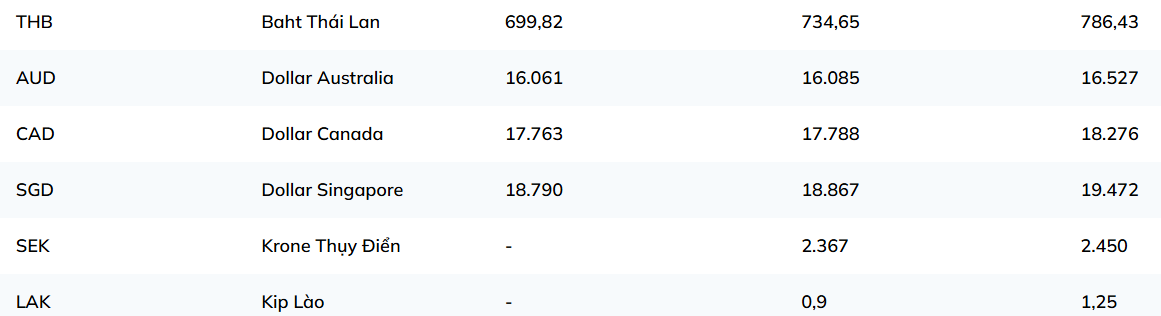 THB Baht Thái Lan 699,82 734,65 786,43
AUD Dollar Australia 16.061 16.085 16.527
CAD Dollar Canada 17.763 17.788 18.276
SGD Dollar Singapore 18.790 18.867 19.472
SEK Krone Thụy Điển - 2.367 2.450
LAK Kip Lào - 0,9 1,25